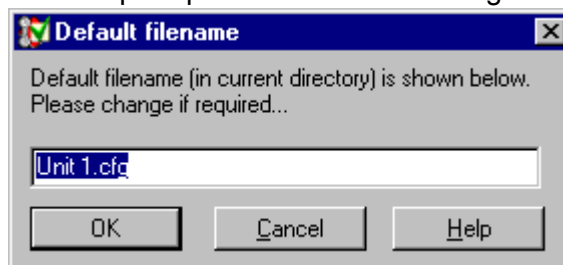 Default filename
Default filename (in current directory) is shown below.
Please change if required...
Unit 1.cfg
OK
Cancel
Help